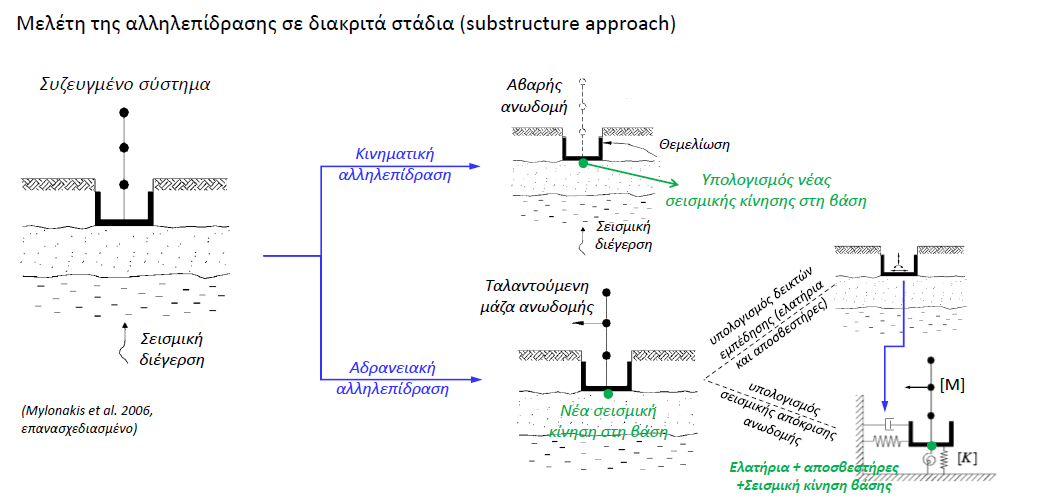 Μελέτη της αλληλεπίδρασης σε διακριτά στάδια (substructure approach)
Συζευγμένο σύστημα
Σεισμική
διέγερση
(Mylonakis et al. 2006,
επανασχεδιασμένο)
Κινηματική
αλληλεπίδραση
Αβαρής
ανωδομή
Θεμελίωση
Υπολογισμός νέας
σεισμικής κίνησης στη βάση
Σεισμική
διέγερση
Αδρανειακή
αλληλεπίδραση
Ταλαντούμενη
μάζα ανωδομής
Νέα σεισμική
κίνηση στη βάση
υπολογισμός δεικτών
εμπέδησης (ελατήρια
και αποσβεστήρες)
υπολογισμός
σεισμικής απόκρισης
ανωδομής
[M]
[K]
Ελατήρια + αποσβεστήρες
+Σεισμική κίνηση βάσης